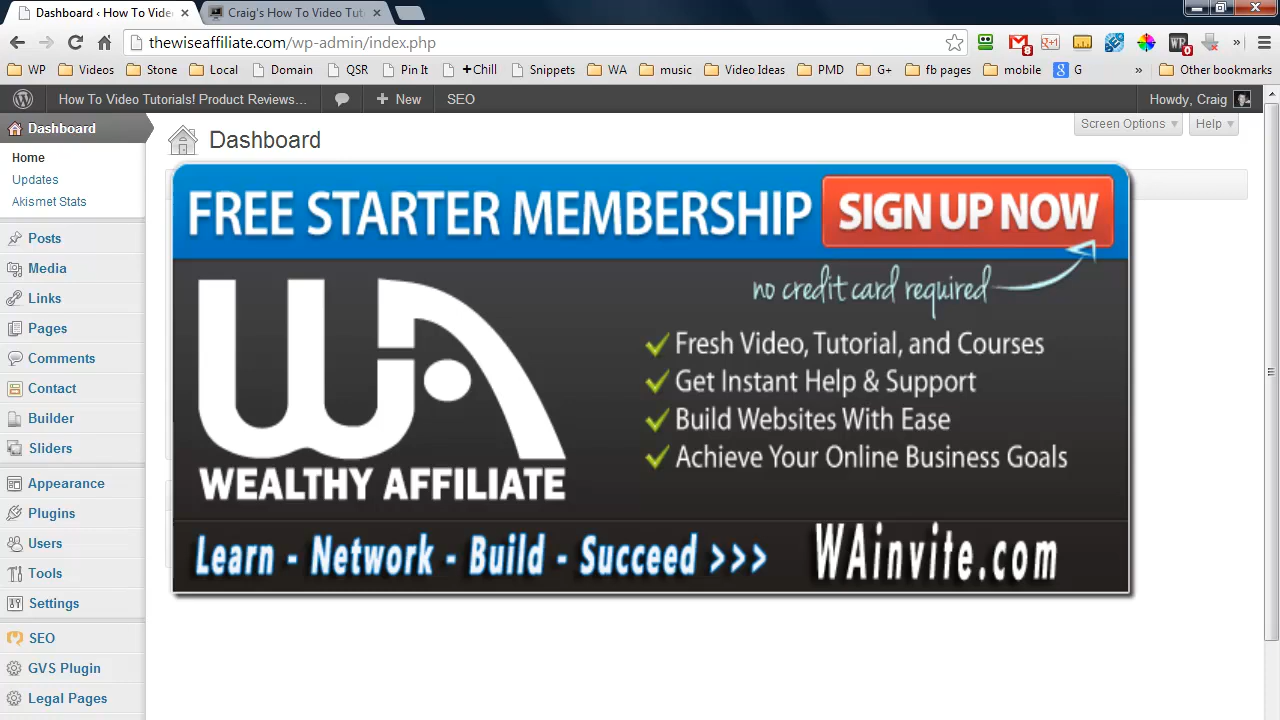 Dashboard ‹ How To Vide
Craig's How To Video Tut
thewiseaffiliate.com/wp-admin/index.php
8
0
WP Videos Stone Local Domain QSR Pin It +Chill Snippets WA music Video Ideas PMD G+ fb pages mobile G » Other bookmarks
How To Video Tutorials! Product Reviews… New SEO Howdy, Craig
Dashboard
Home
Updates
Akismet Stats
Posts
Media
Links
Pages
Comments
Contact
Builder
Sliders
Appearance
Plugins
Users
Tools
Settings
SEO
GVS Plugin
Legal Pages
Screen Options Help
Dashboard
FREE STARTER MEMBERSHIP SIGN UP NOW
no credit card required
Fresh Video, Tutorial, and Courses
Get Instant Help & Support
Build Websites With Ease
Achieve Your Online Business Goals
WA
WEALTHY AFFILIATE
Learn - Network - Build - Succeed >>> WAinvite.com